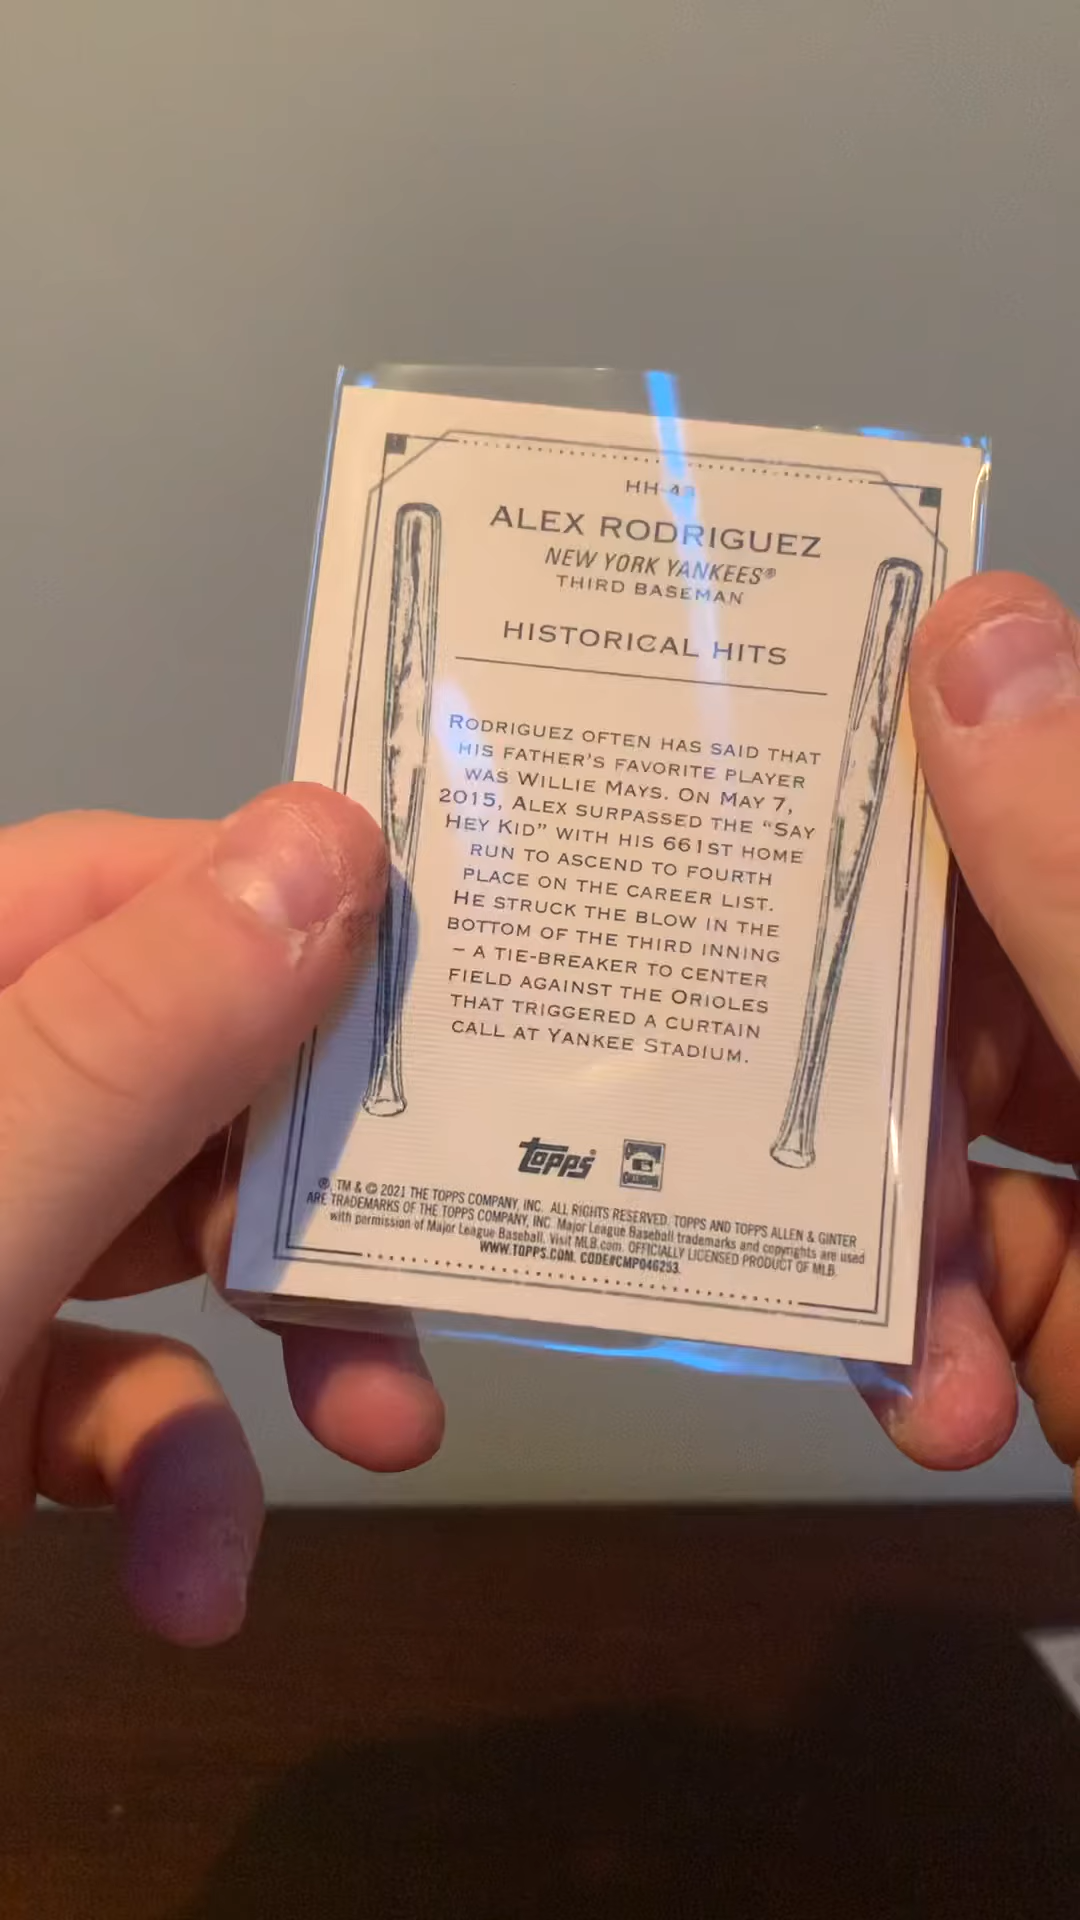 HH-43
ALEX RODRIGUEZ
NEW YORK YANKEES®
THIRD BASEMAN
HISTORICAL HITS
RODRIGUEZ OFTEN HAS SAID THAT
HIS FATHER'S FAVORITE PLAYER
WAS WILLIE MAYS. ON MAY 7,
2015, ALEX SURPASSED THE "SAY
HEY KID" WITH HIS 661ST HOME
RUN TO ASCEND TO FOURTH
PLACE ON THE CAREER LIST.
HE STRUCK THE BLOW IN THE
BOTTOM OF THE THIRD INNING
– A TIE-BREAKER TO CENTER
FIELD AGAINST THE ORIOLES
THAT TRIGGERED A CURTAIN
CALL AT YANKEE STADIUM.
topps®
®, TM & © 2021 THE TOPPS COMPANY, INC. ALL RIGHTS RESERVED. TOPPS AND TOPPS ALLEN & GINTER
ARE TRADEMARKS OF THE TOPPS COMPANY, INC. Major League Baseball trademarks and copyrights are used
with permission of Major League Baseball. Visit MLB.com. OFFICIALLY LICENSED PRODUCT OF MLB.
WWW.TOPPS.COM. CODE#CMP046253.